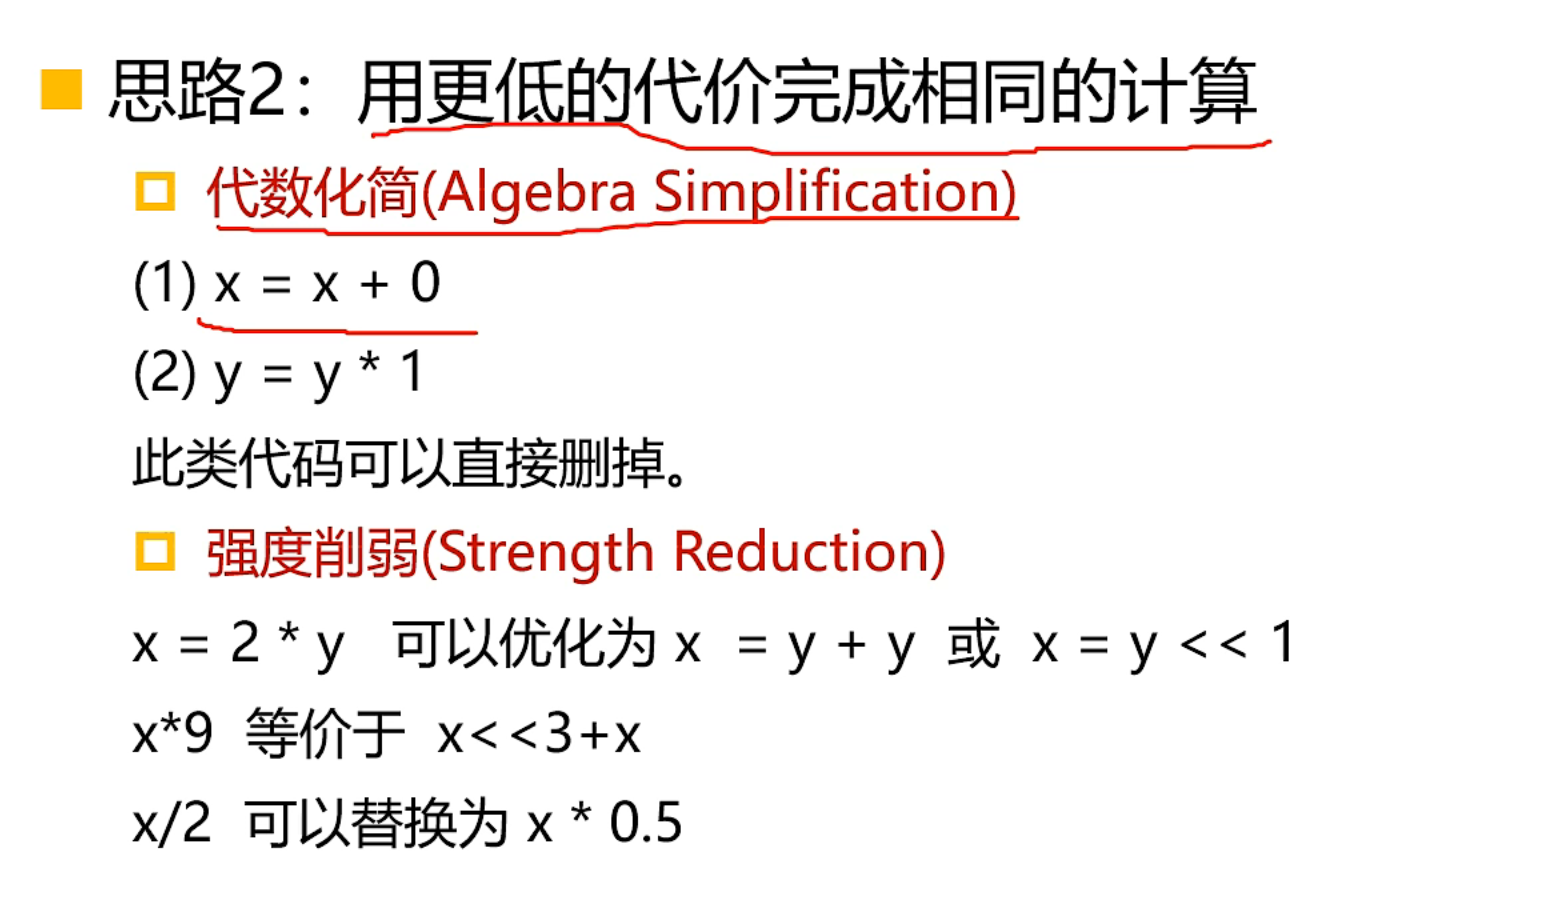 思路2：用更低的代价完成相同的计算
代数化简(Algebra Simplification)
(1) x = x + 0
(2) y = y * 1
此类代码可以直接删掉。
强度削弱(Strength Reduction)
x = 2 * y 可以优化为 x = y + y 或 x = y << 1
x*9 等价于 x<<3+x
x/2 可以替换为 x * 0.5